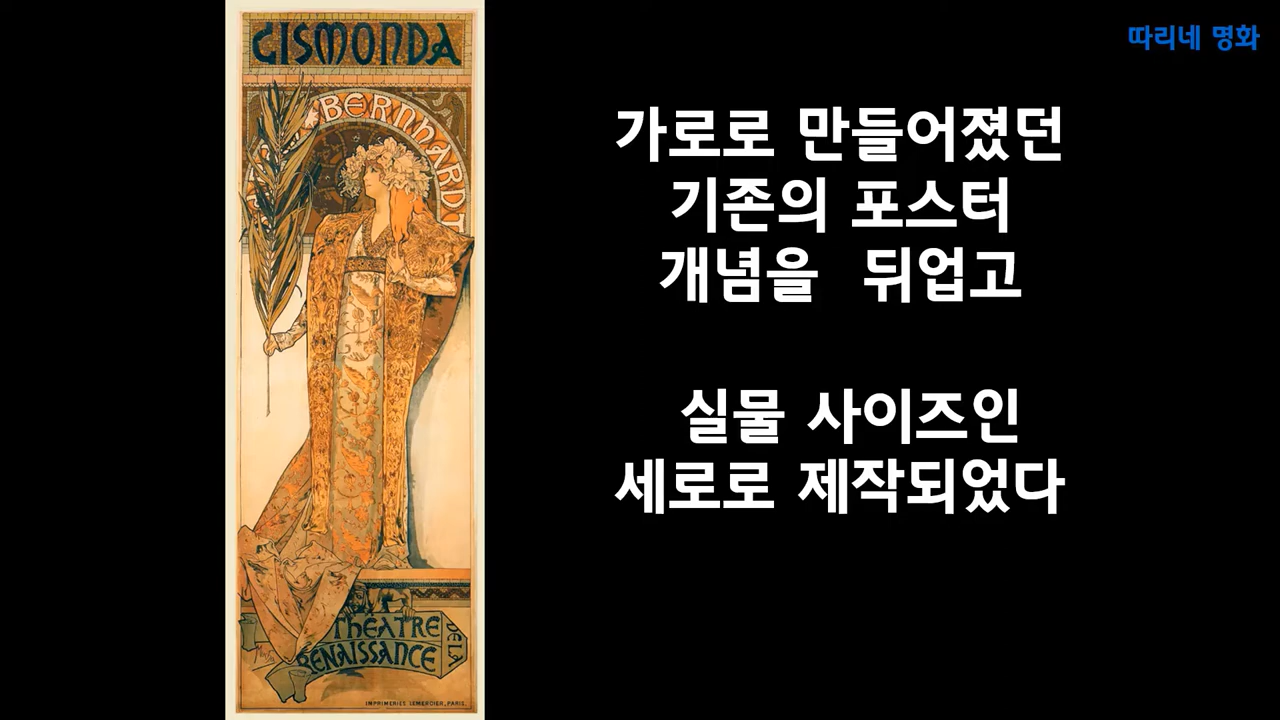 GISMONDA
BERNHARDT
THEATRE
DE LA
RENAISSANCE
Mucha
IMPRIMERIES LEMERCIER, PARIS.
따리네 명화
가로로 만들어졌던
기존의 포스터
개념을 뒤업고
실물 사이즈인
세로로 제작되었다